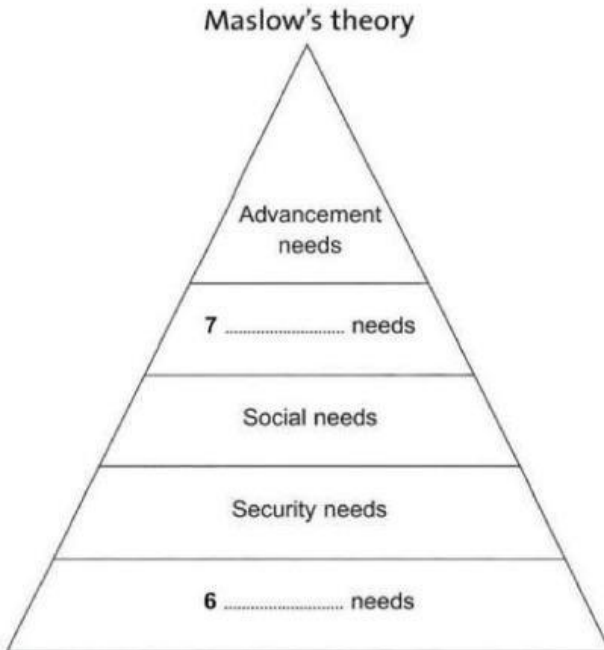 Maslow's theory
Advancement
needs
7 ........................ needs
Social needs
Security needs
6 ........................ needs